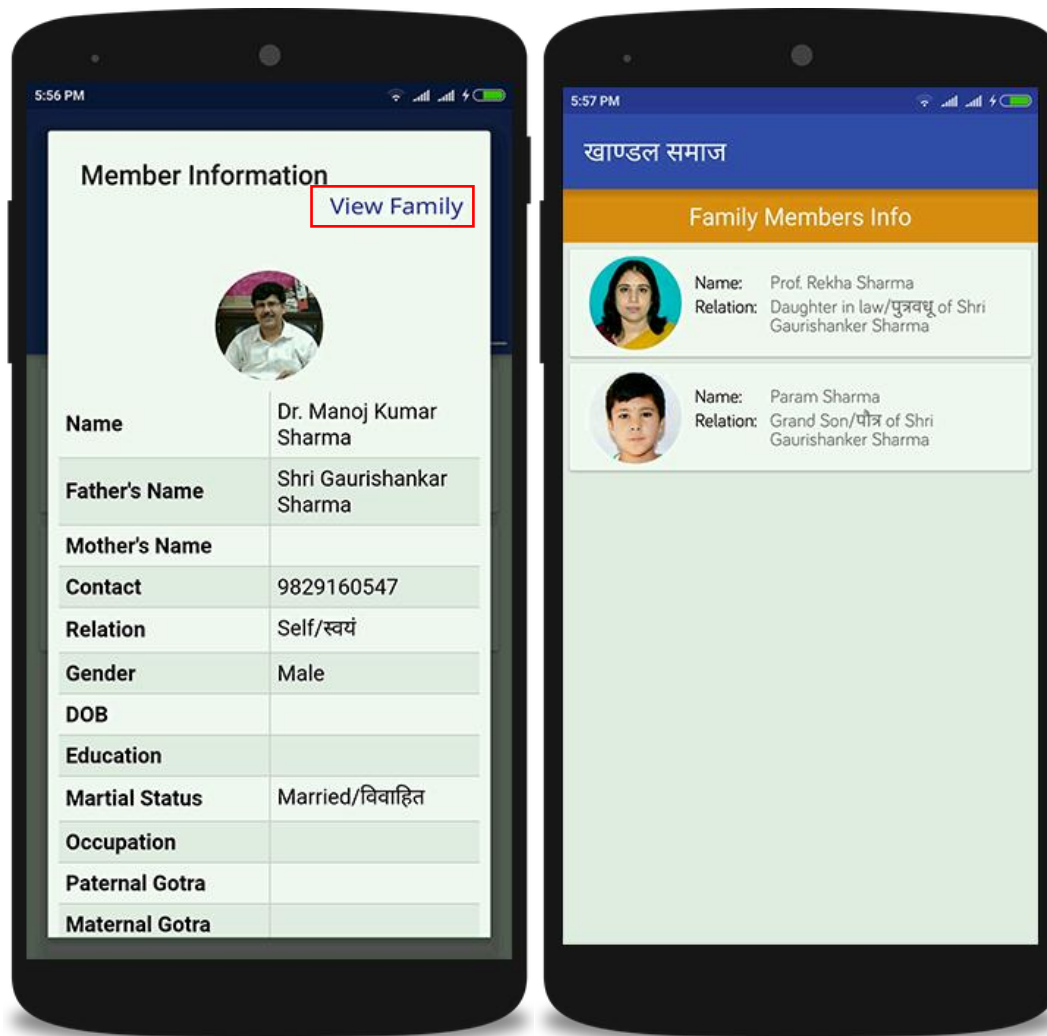 5:56 PM
Member Information
View Family
Name Dr. Manoj Kumar
Sharma
Father's Name Shri Gaurishankar
Sharma
Mother's Name
Contact 9829160547
Relation Self/स्वयं
Gender Male
DOB
Education
Martial Status Married/विवाहित
Occupation
Paternal Gotra
Maternal Gotra
5:57 PM
खाण्डल समाज
Family Members Info
Name: Prof. Rekha Sharma
Relation: Daughter in law/पुत्रवधू of Shri
Gaurishanker Sharma
Name: Param Sharma
Relation: Grand Son/पौत्र of Shri
Gaurishanker Sharma